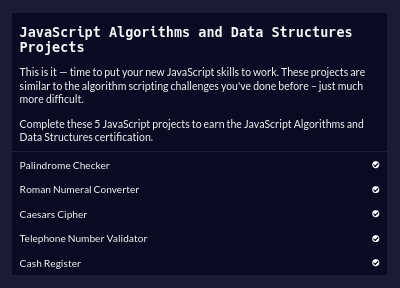 JavaScript Algorithms and Data Structures
Projects
This is it — time to put your new JavaScript skills to work. These projects are
similar to the algorithm scripting challenges you've done before – just much
more difficult.
Complete these 5 JavaScript projects to earn the JavaScript Algorithms and
Data Structures certification.
Palindrome Checker
Roman Numeral Converter
Caesars Cipher
Telephone Number Validator
Cash Register